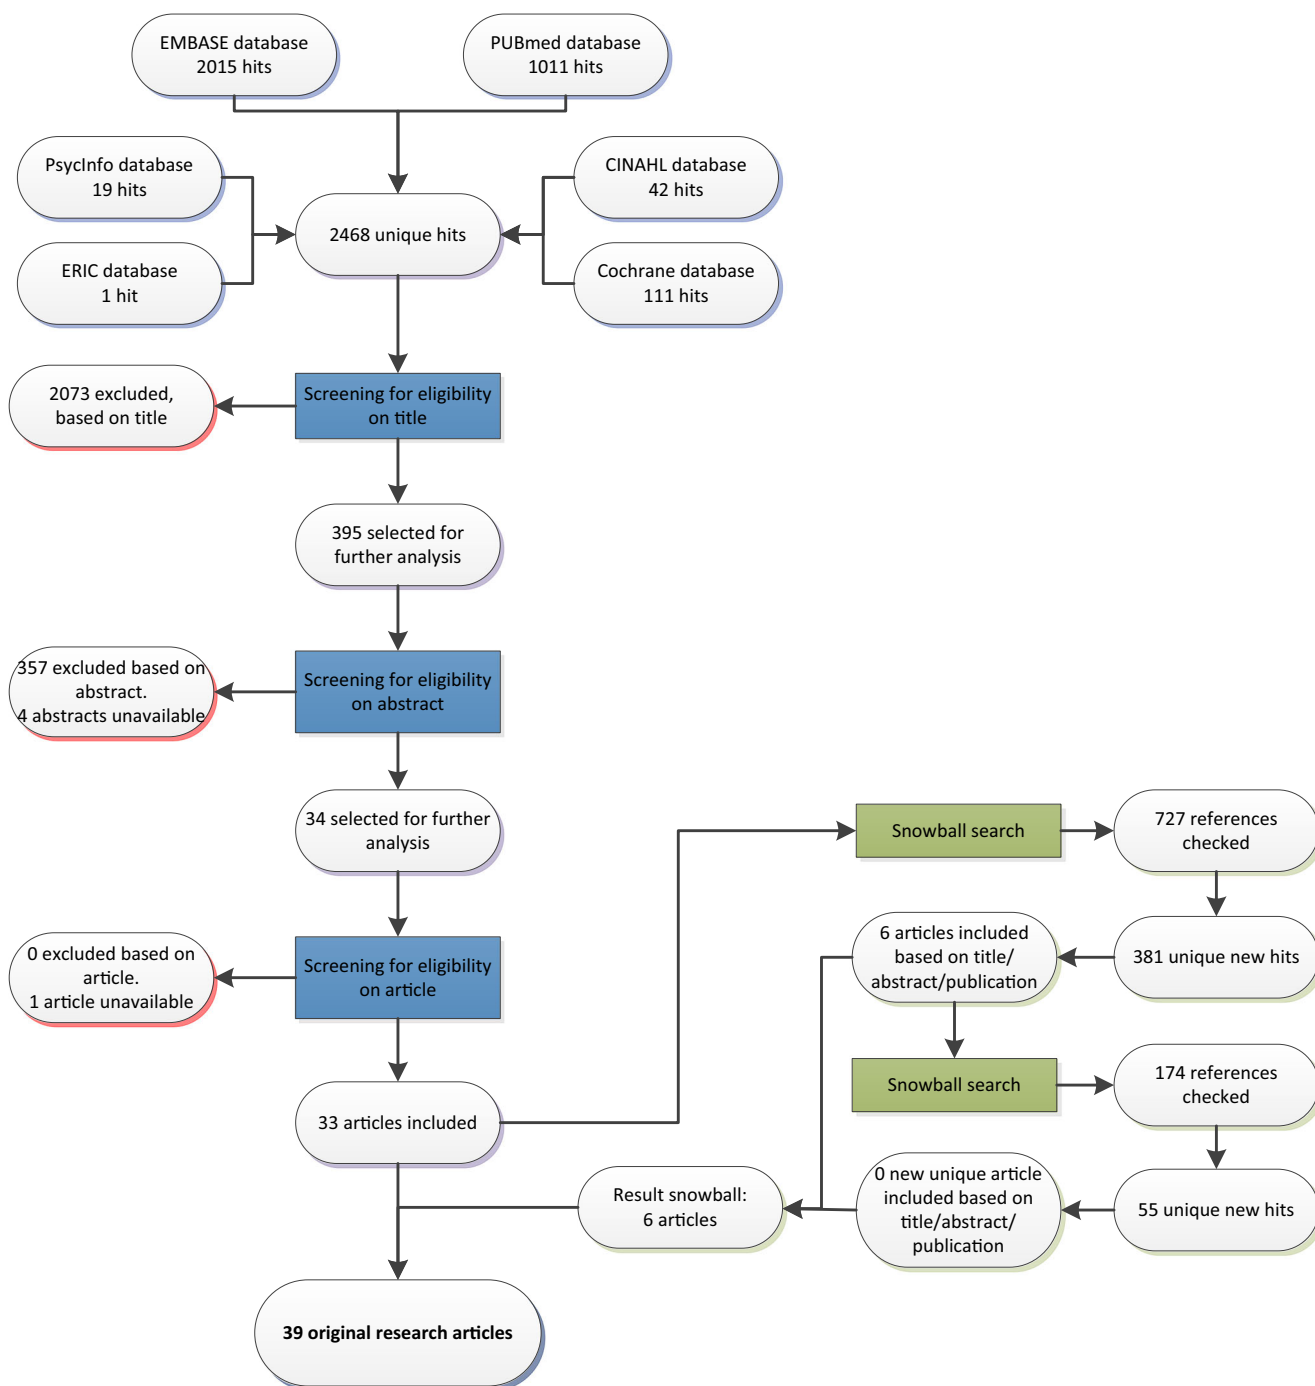 EMBASE database
2015 hits
PUBmed database
1011 hits
PsycInfo database
19 hits
CINAHL database
42 hits
2468 unique hits
ERIC database
1 hit
Cochrane database
111 hits
2073 excluded,
based on title
Screening for eligibility
on title
395 selected for
further analysis
357 excluded based on
abstract.
4 abstracts unavailable
Screening for eligibility
on abstract
34 selected for further
analysis
Snowball search
727 references
checked
0 excluded based on
article.
1 article unavailable
Screening for eligibility
on article
6 articles included
based on title/
abstract/publication
381 unique new hits
Snowball search
174 references
checked
33 articles included
Result snowball:
6 articles
0 new unique article
included based on
title/abstract/
publication
55 unique new hits
39 original research articles